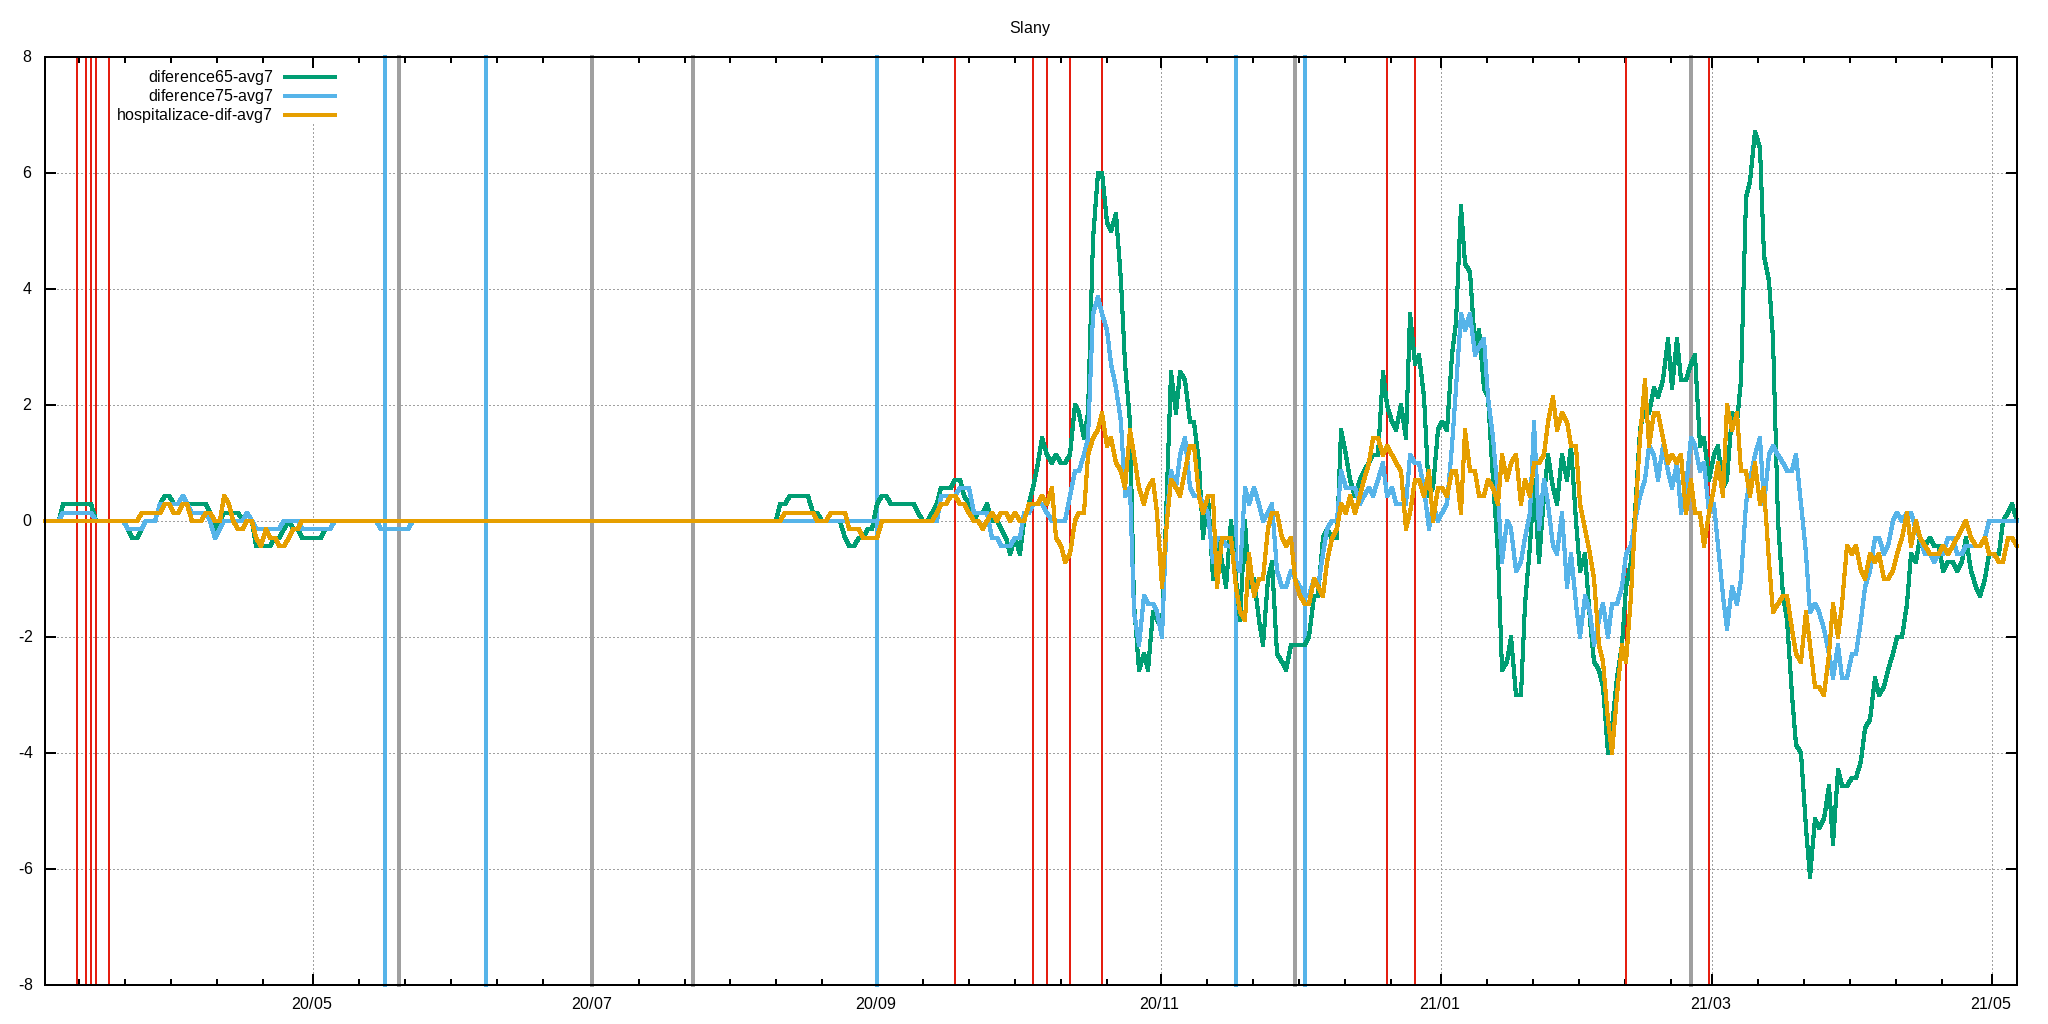 Slany
8
diference65-avg7
diference75-avg7
hospitalizace-dif-avg7
6
4
2
0
-2
-4
-6
-8
20/05 20/07 20/09 20/11 21/01 21/03 21/05